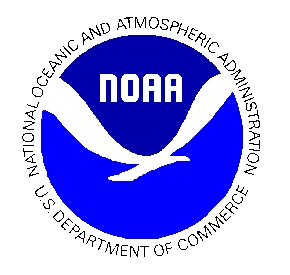 NATIONAL OCEANIC AND ATMOSPHERIC ADMINISTRATION
NOAA
U.S. DEPARTMENT OF COMMERCE